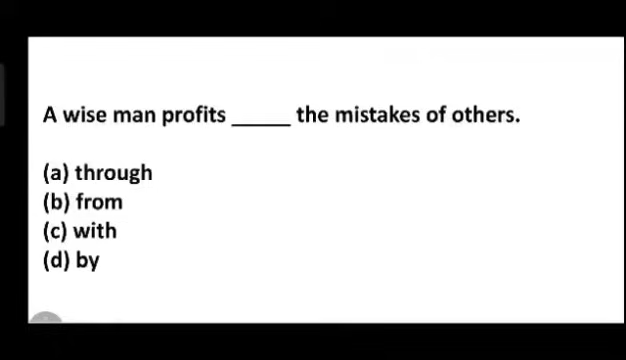 A wise man profits _____ the mistakes of others.
(a) through
(b) from
(c) with
(d) by